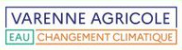 VARENNE AGRICOLE
EAU CHANGEMENT CLIMATIQUE